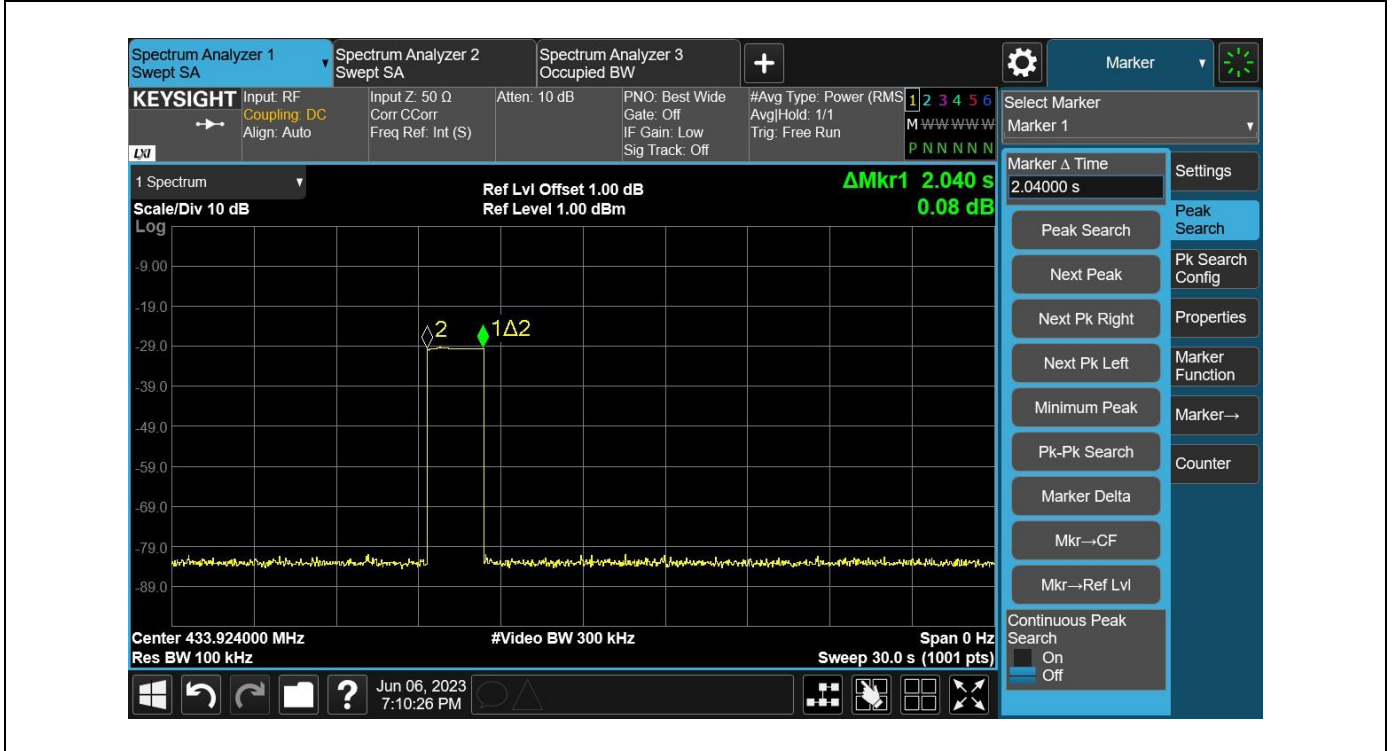 Spectrum Analyzer 1
Swept SA
Spectrum Analyzer 2
Swept SA
Spectrum Analyzer 3
Occupied BW
Marker
KEYSIGHT
LXI
Input: RF
Coupling: DC
Align: Auto
Input Z: 50 Ω
Corr CCorr
Freq Ref: Int (S)
Atten: 10 dB
PNO: Best Wide
Gate: Off
IF Gain: Low
Sig Track: Off
#Avg Type: Power (RMS
Avg|Hold: 1/1
Trig: Free Run
1 2 3 4 5 6
M W W W W W
P N N N N N
Select Marker
Marker 1
1 Spectrum
Scale/Div 10 dB
Log
Ref Lvl Offset 1.00 dB
Ref Level 1.00 dBm
ΔMkr1 2.040 s
0.08 dB
-9.00
-19.0
-29.0
-39.0
-49.0
-59.0
-69.0
-79.0
-89.0
2
1Δ2
Center 433.924000 MHz
Res BW 100 kHz
#Video BW 300 kHz
Span 0 Hz
Sweep 30.0 s (1001 pts)
Marker Δ Time
2.04000 s
Peak Search
Next Peak
Next Pk Right
Next Pk Left
Minimum Peak
Pk-Pk Search
Marker Delta
Mkr→CF
Mkr→Ref Lvl
Continuous Peak
Search
On
Off
Settings
Peak
Search
Pk Search
Config
Properties
Marker
Function
Marker→
Counter
?
Jun 06, 2023
7:10:26 PM